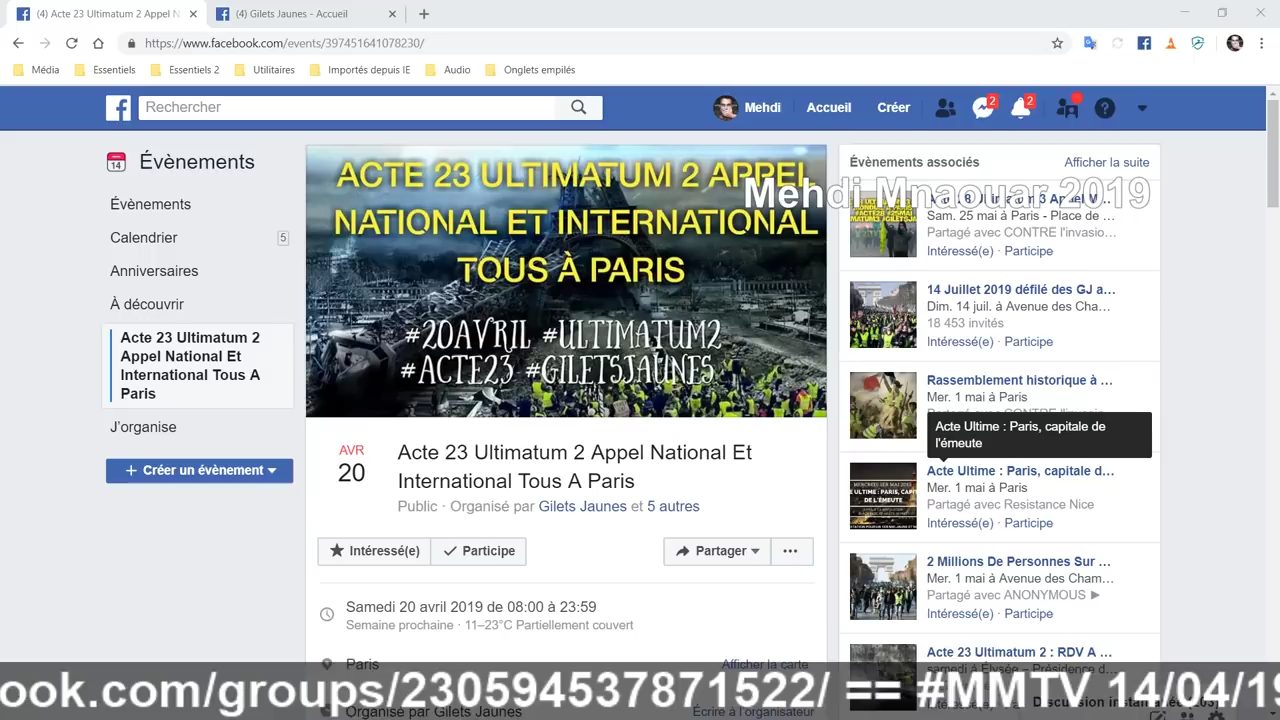 (4) Acte 23 Ultimatum 2 Appel N
(4) Gilets Jaunes - Accueil
https://www.facebook.com/events/397451641078230/
Média
Essentiels
Essentiels 2
Utilitaires
Importés depuis IE
Audio
Onglets empilés
Rechercher
Mehdi
Accueil
Créer
2
2
14
Évènements
Évènements
Calendrier
5
Anniversaires
À découvrir
Acte 23 Ultimatum 2
Appel National Et
International Tous A
Paris
J'organise
+ Créer un évènement
ACTE 23 ULTIMATUM 2 APPEL
NATIONAL ET INTERNATIONAL
TOUS À PARIS
#20AVRIL #ULTIMATUM2
#ACTE23 #GILETSJAUNES
AVR
20
Acte 23 Ultimatum 2 Appel National Et
International Tous A Paris
Public · Organisé par Gilets Jaunes et 5 autres
Intéressé(e)
Participe
Partager
Samedi 20 avril 2019 de 08:00 à 23:59
Semaine prochaine · 11–23°C Partiellement couvert
Paris
Afficher la carte
Organisé par Gilets Jaunes
Écrire à l'organisateur
Évènements associés
Afficher la suite
Mehdi Mnaouar 2019
Sam. 25 mai à Paris - Place de ...
Partagé avec CONTRE l'invasio...
Intéressé(e) · Participe
14 Juillet 2019 défilé des GJ a...
Dim. 14 juil. à Avenue des Cha...
18 453 invités
Intéressé(e) · Participe
Rassemblement historique à ...
Mer. 1 mai à Paris
Acte Ultime : Paris, capitale de
l'émeute
Acte Ultime : Paris, capitale d...
Mer. 1 mai à Paris
Partagé avec Resistance Nice
Intéressé(e) · Participe
2 Millions De Personnes Sur ...
Mer. 1 mai à Avenue des Cham...
Partagé avec ANONYMOUS ►
Intéressé(e) · Participe
Acte 23 Ultimatum 2 : RDV A ...
samedi à Élysée – Présidence d...
ook.com/groups/230594537871522/ == #MMTV 14/04/19